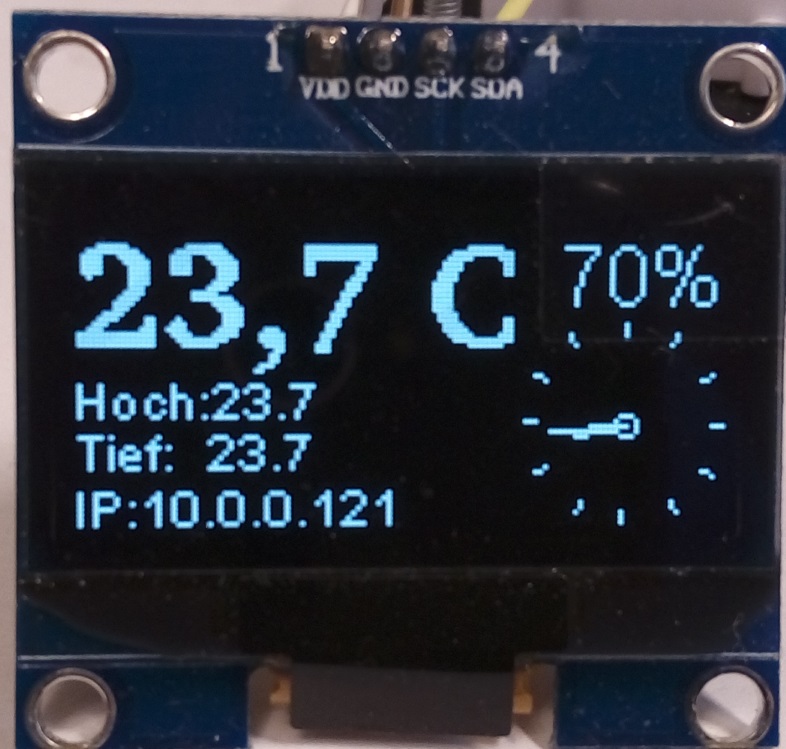 1 4
VDD GND SCK SDA
23,7 C 70%
Hoch:23.7
Tief: 23.7
IP:10.0.0.121